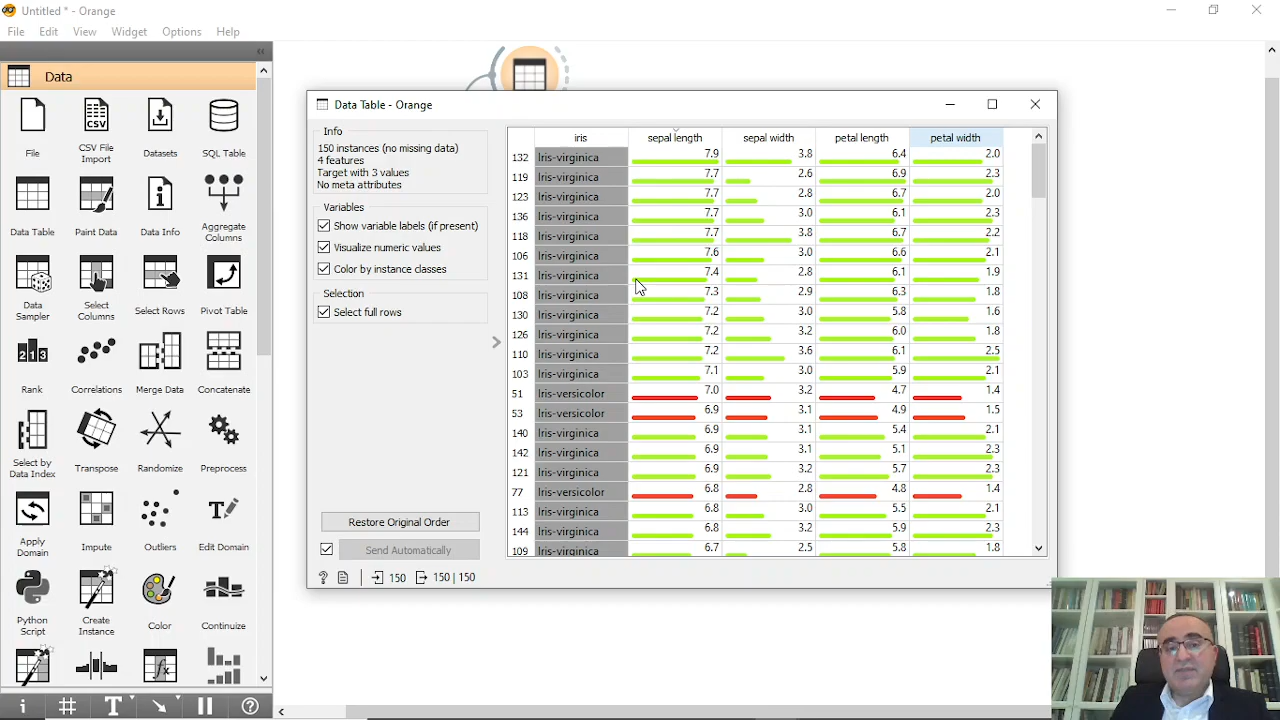 Untitled * - Orange
File Edit View Widget Options Help
Data
File
CSV File Import
Datasets
SQL Table
Data Table
Paint Data
Data Info
Aggregate Columns
Data Sampler
Select Columns
Select Rows
Pivot Table
Rank
Correlations
Merge Data
Concatenate
Select by Data Index
Transpose
Randomize
Preprocess
Apply Domain
Impute
Outliers
Edit Domain
Python Script
Create Instance
Color
Continuize
Data Table - Orange
Info
150 instances (no missing data)
4 features
Target with 3 values
No meta attributes
Variables
Show variable labels (if present)
Visualize numeric values
Color by instance classes
Selection
Select full rows
Restore Original Order
Send Automatically
150 150 | 150
iris sepal length sepal width petal length petal width
132 Iris-virginica 7.9 3.8 6.4 2.0
119 Iris-virginica 7.7 2.6 6.9 2.3
123 Iris-virginica 7.7 2.8 6.7 2.0
136 Iris-virginica 7.7 3.0 6.1 2.3
118 Iris-virginica 7.7 3.8 6.7 2.2
106 Iris-virginica 7.6 3.0 6.6 2.1
131 Iris-virginica 7.4 2.8 6.1 1.9
108 Iris-virginica 7.3 2.9 6.3 1.8
130 Iris-virginica 7.2 3.0 5.8 1.6
126 Iris-virginica 7.2 3.2 6.0 1.8
110 Iris-virginica 7.2 3.6 6.1 2.5
103 Iris-virginica 7.1 3.0 5.9 2.1
51 Iris-versicolor 7.0 3.2 4.7 1.4
53 Iris-versicolor 6.9 3.1 4.9 1.5
140 Iris-virginica 6.9 3.1 5.4 2.1
142 Iris-virginica 6.9 3.1 5.1 2.3
121 Iris-virginica 6.9 3.2 5.7 2.3
77 Iris-versicolor 6.8 2.8 4.8 1.4
113 Iris-virginica 6.8 3.0 5.5 2.1
144 Iris-virginica 6.8 3.2 5.9 2.3
109 Iris-virginica 6.7 2.5 5.8 1.8